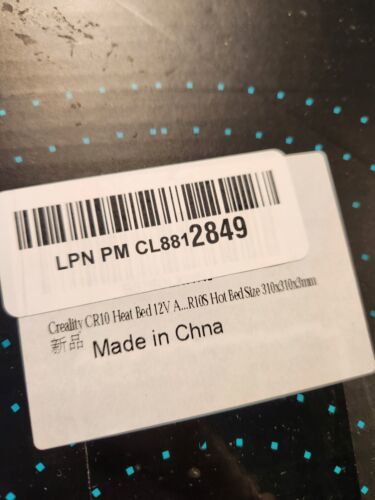 LPN PM CL8812849
Creality CR10 Heat Bed 12V A...R10S Hot Bed Size 310x310x3mm
新品 Made in Chna